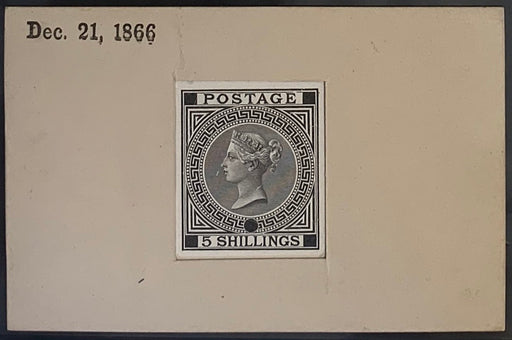 Dec. 21, 1866
POSTAGE
5 SHILLINGS